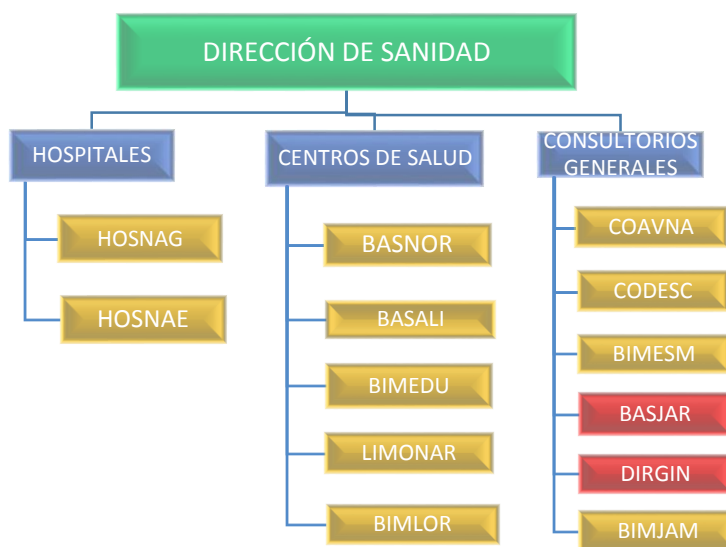 DIRECCIÓN DE SANIDAD
HOSPITALES
HOSNAG
HOSNAE
CENTROS DE SALUD
BASNOR
BASALI
BIMEDU
LIMONAR
BIMLOR
CONSULTORIOS
GENERALES
COAVNA
CODESC
BIMESM
BASJAR
DIRGIN
BIMJAM